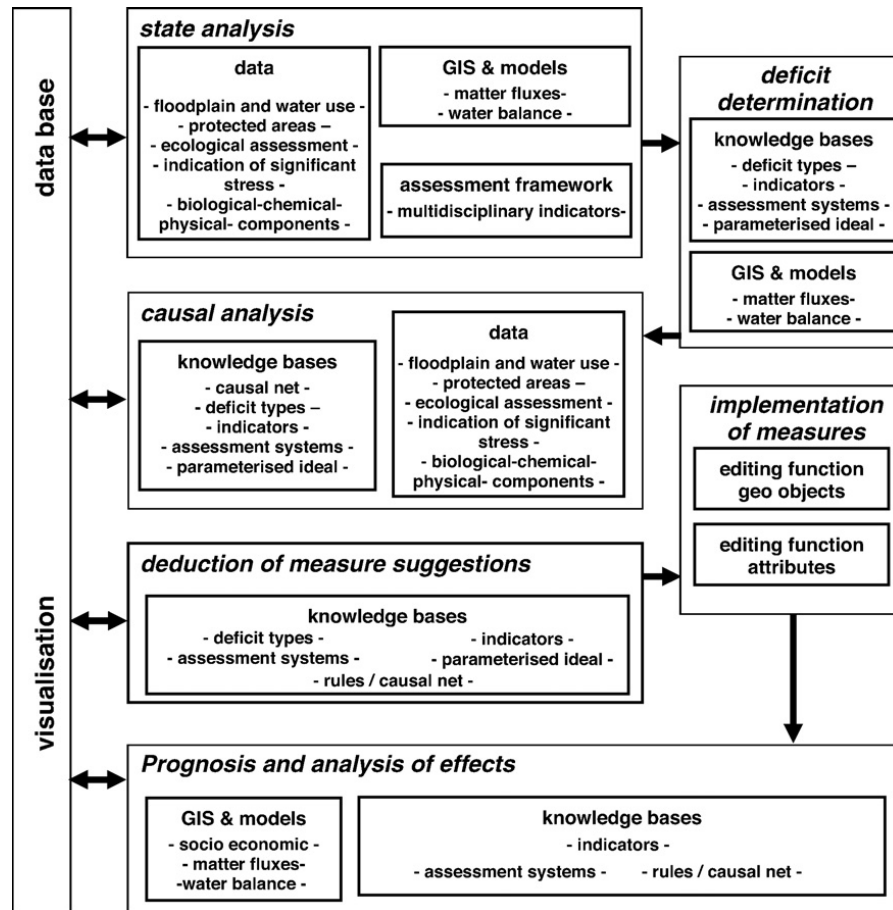 data base
visualisation
state analysis
data
- floodplain and water use -
- protected areas –
- ecological assessment -
- indication of significant
stress -
- biological-chemical-
physical- components -
GIS & models
- matter fluxes-
- water balance -
assessment framework
- multidisciplinary indicators-
deficit
determination
knowledge bases
- deficit types –
- indicators -
- assessment systems -
- parameterised ideal -
GIS & models
- matter fluxes-
- water balance -
causal analysis
knowledge bases
- causal net -
- deficit types –
- indicators -
- assessment systems -
- parameterised ideal -
data
- floodplain and water use -
- protected areas –
- ecological assessment -
- indication of significant
stress -
- biological-chemical-
physical- components -
deduction of measure suggestions
knowledge bases
- deficit types - - indicators -
- assessment systems - - parameterised ideal -
- rules / causal net -
implementation
of measures
editing function
geo objects
editing function
attributes
Prognosis and analysis of effects
GIS & models
- socio economic -
- matter fluxes-
-water balance -
knowledge bases
- indicators -
- assessment systems - - rules / causal net -